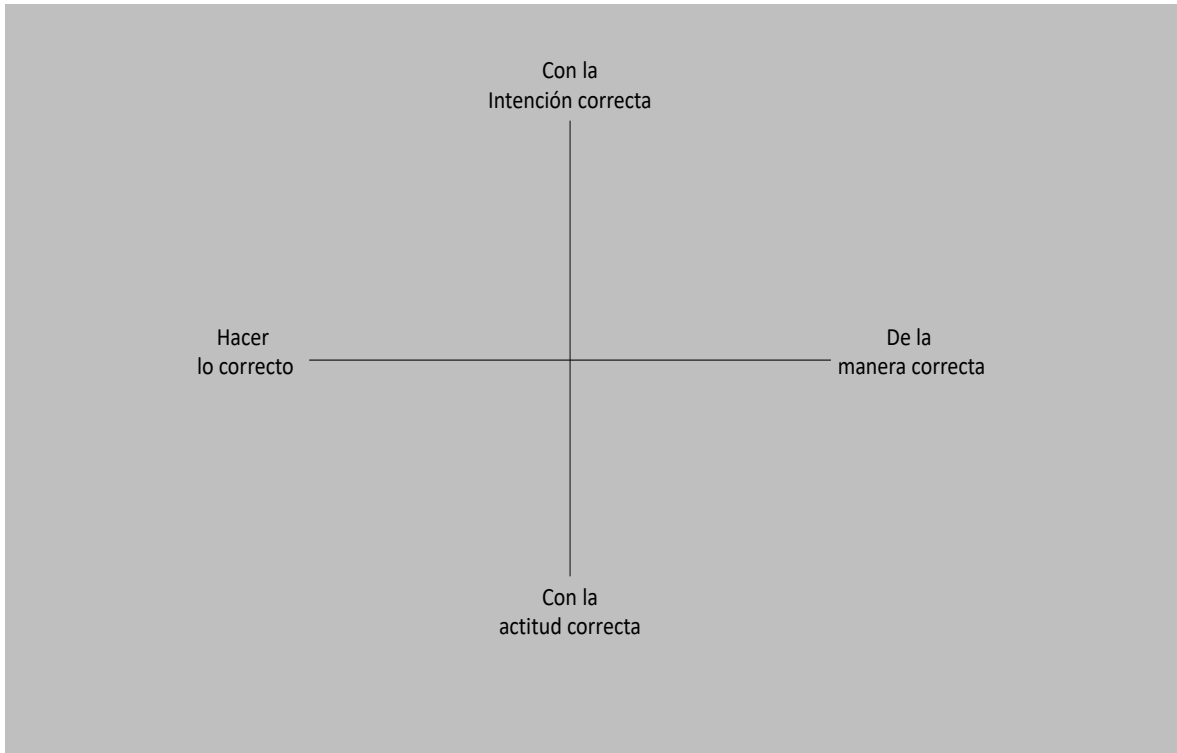 Con la
Intención correcta
Hacer
lo correcto
De la
manera correcta
Con la
actitud correcta